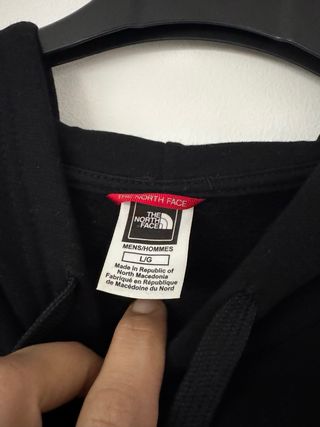 THE NORTH FACE
THE
NORTH
FACE
MENS/HOMMES
L/G
Made in Republic of
North Macedonia
Fabriqué en République
de Macédoine du Nord